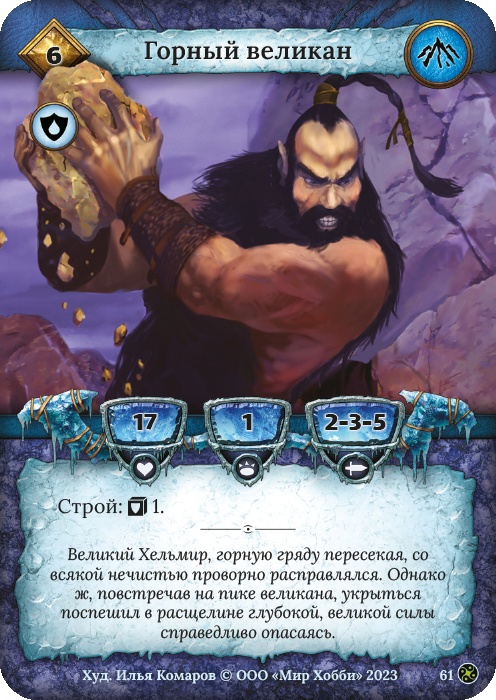 6
Горный великан
17
1
2-3-5
Строй: 1.
Великий Хельмир, горную гряду пересекая, со
всякой нечистью проворно расправлялся. Однако
ж, повстречав на пике великана, укрыться
поспешил в расщелине глубокой, великой силы
справедливо опасаясь.
Худ. Илья Комаров © ООО «Мир Хобби» 2023
61